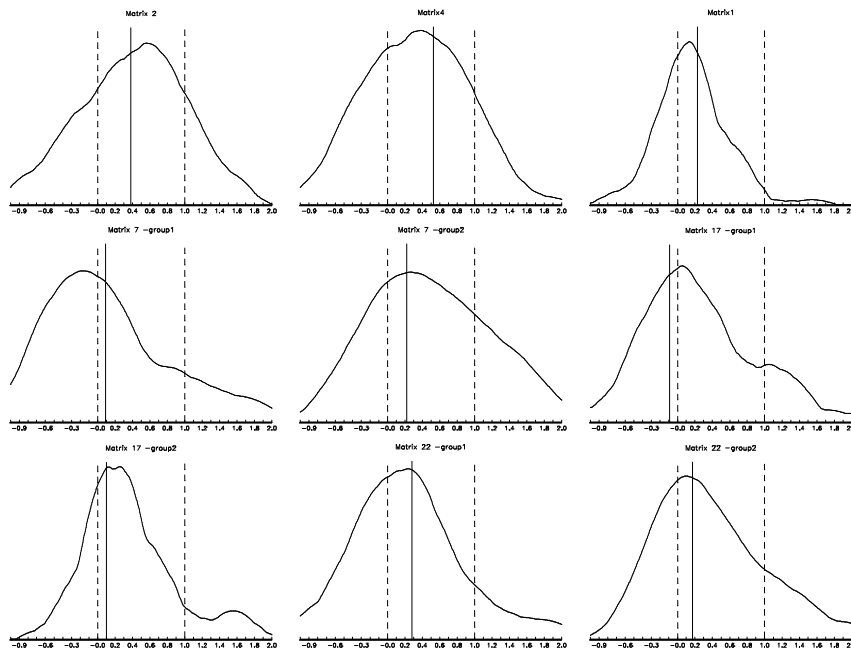 Matrix 2
Matrix4
Matrix1
−0.9 −0.6 −0.3 −0.0 0.2 0.4 0.6 0.8 1.0 1.2 1.4 1.6 1.8 2.0
−0.9 −0.6 −0.3 −0.0 0.2 0.4 0.6 0.8 1.0 1.2 1.4 1.6 1.8 2.0
−0.9 −0.6 −0.3 −0.0 0.2 0.4 0.6 0.8 1.0 1.2 1.4 1.6 1.8 2.0
Matrix 7 −group1
Matrix 7 −group2
Matrix 17 −group1
−0.9 −0.6 −0.3 −0.0 0.2 0.4 0.6 0.8 1.0 1.2 1.4 1.6 1.8 2.0
−0.9 −0.6 −0.3 −0.0 0.2 0.4 0.6 0.8 1.0 1.2 1.4 1.6 1.8 2.0
−0.9 −0.6 −0.3 −0.0 0.2 0.4 0.6 0.8 1.0 1.2 1.4 1.6 1.8 2.0
Matrix 17 −group2
Matrix 22 −group1
Matrix 22 −group2
−0.9 −0.6 −0.3 −0.0 0.2 0.4 0.6 0.8 1.0 1.2 1.4 1.6 1.8 2.0
−0.9 −0.6 −0.3 −0.0 0.2 0.4 0.6 0.8 1.0 1.2 1.4 1.6 1.8 2.0
−0.9 −0.6 −0.3 −0.0 0.2 0.4 0.6 0.8 1.0 1.2 1.4 1.6 1.8 2.0